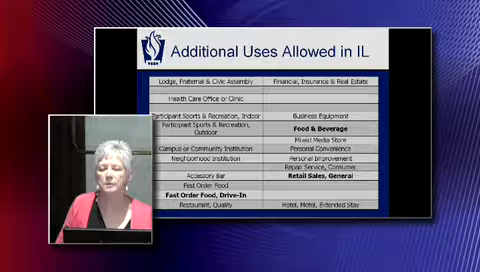 Additional Uses Allowed in IL
Lodge, Fraternal & Civic Assembly
Financial, Insurance & Real Estate
Health Care Office or Clinic
Participant Sports & Recreation, Indoor
Business Equipment
Participant Sports & Recreation, Outdoor
Food & Beverage
Mixed Media Store
Campus or Community Institution
Personal Convenience
Neighborhood Institution
Personal Improvement
Repair Service, Consumer
Accessory Bar
Retail Sales, General
Fast Order Food
Fast Order Food, Drive-In
Restaurant, Quality
Hotel, Motel, Extended Stay